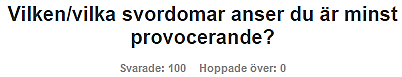 Vilken/vilka svordomar anser du är minst
provocerande?
Svarade: 100 Hoppade över: 0